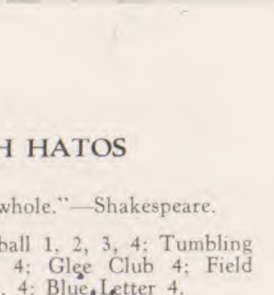 H HATOS
whole."—Shakespeare.
ball 1, 2, 3, 4; Tumbling
4; Glee Club 4; Field
4; Blue Letter 4.